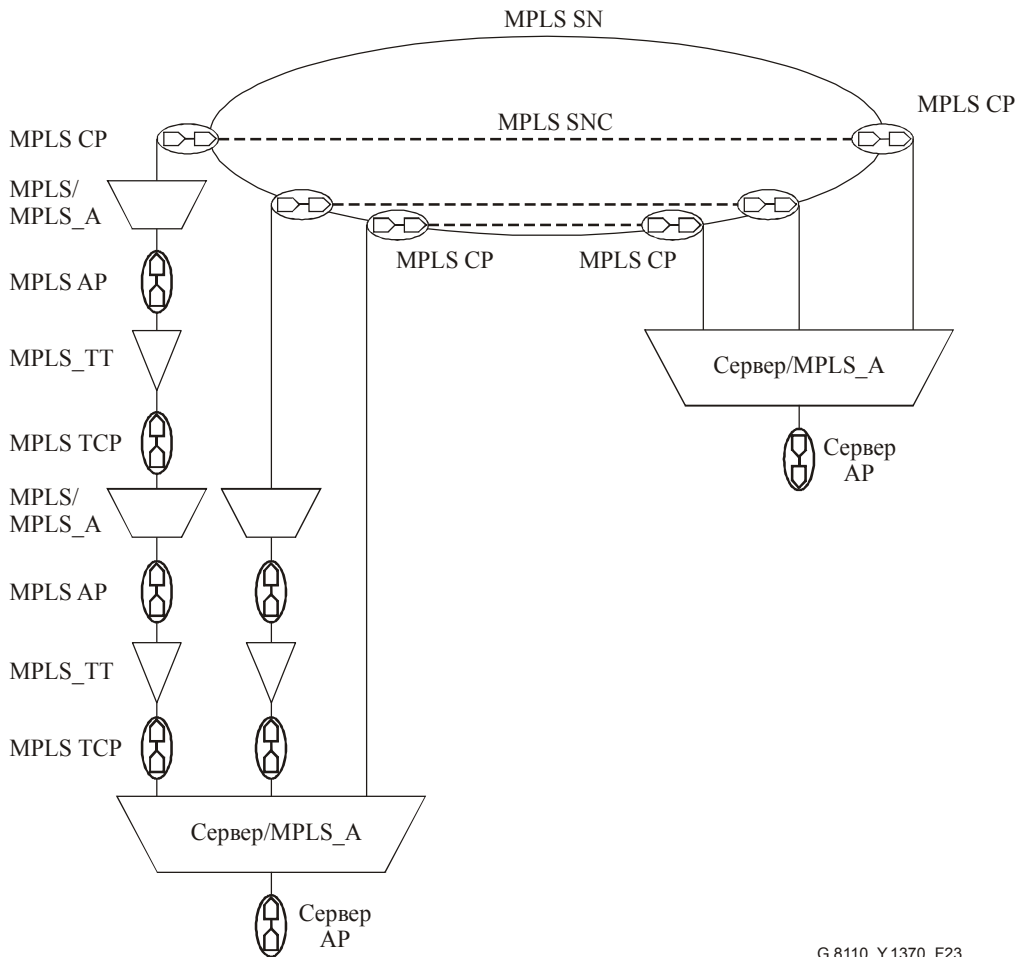 MPLS SN
MPLS CP
MPLS SNC
MPLS CP
MPLS/
MPLS_A
MPLS CP
MPLS CP
MPLS AP
MPLS_TT
Сервер/MPLS_A
MPLS TCP
Сервер
AP
MPLS/
MPLS_A
MPLS AP
MPLS_TT
MPLS TCP
Сервер/MPLS_A
Сервер
AP
G.8110_Y.1370_F23